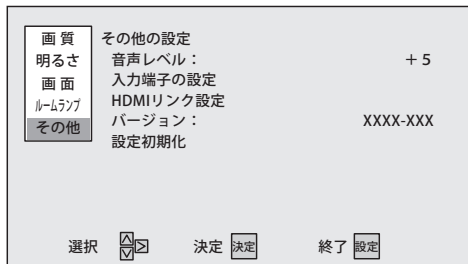 画 質
明るさ
画 面
ルームランプ
その他
その他の設定
音声レベル： ＋5
入力端子の設定
HDMIリンク設定
バージョン： XXXX-XXX
設定初期化
選択 決定 決定 終了 設定